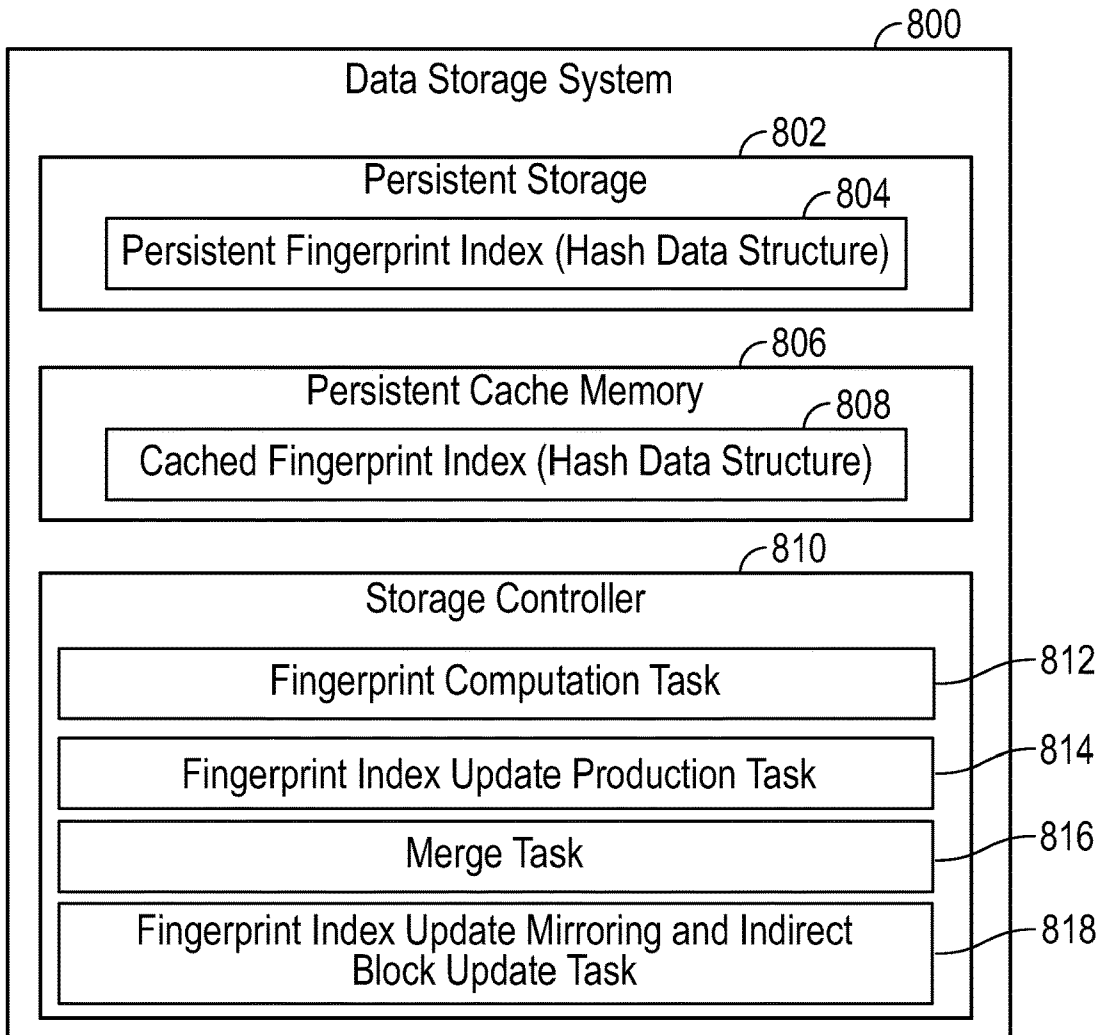 800
Data Storage System
802
Persistent Storage
804
Persistent Fingerprint Index (Hash Data Structure)
806
Persistent Cache Memory
808
Cached Fingerprint Index (Hash Data Structure)
810
Storage Controller
Fingerprint Computation Task
812
Fingerprint Index Update Production Task
814
Merge Task
816
Fingerprint Index Update Mirroring and Indirect
Block Update Task
818